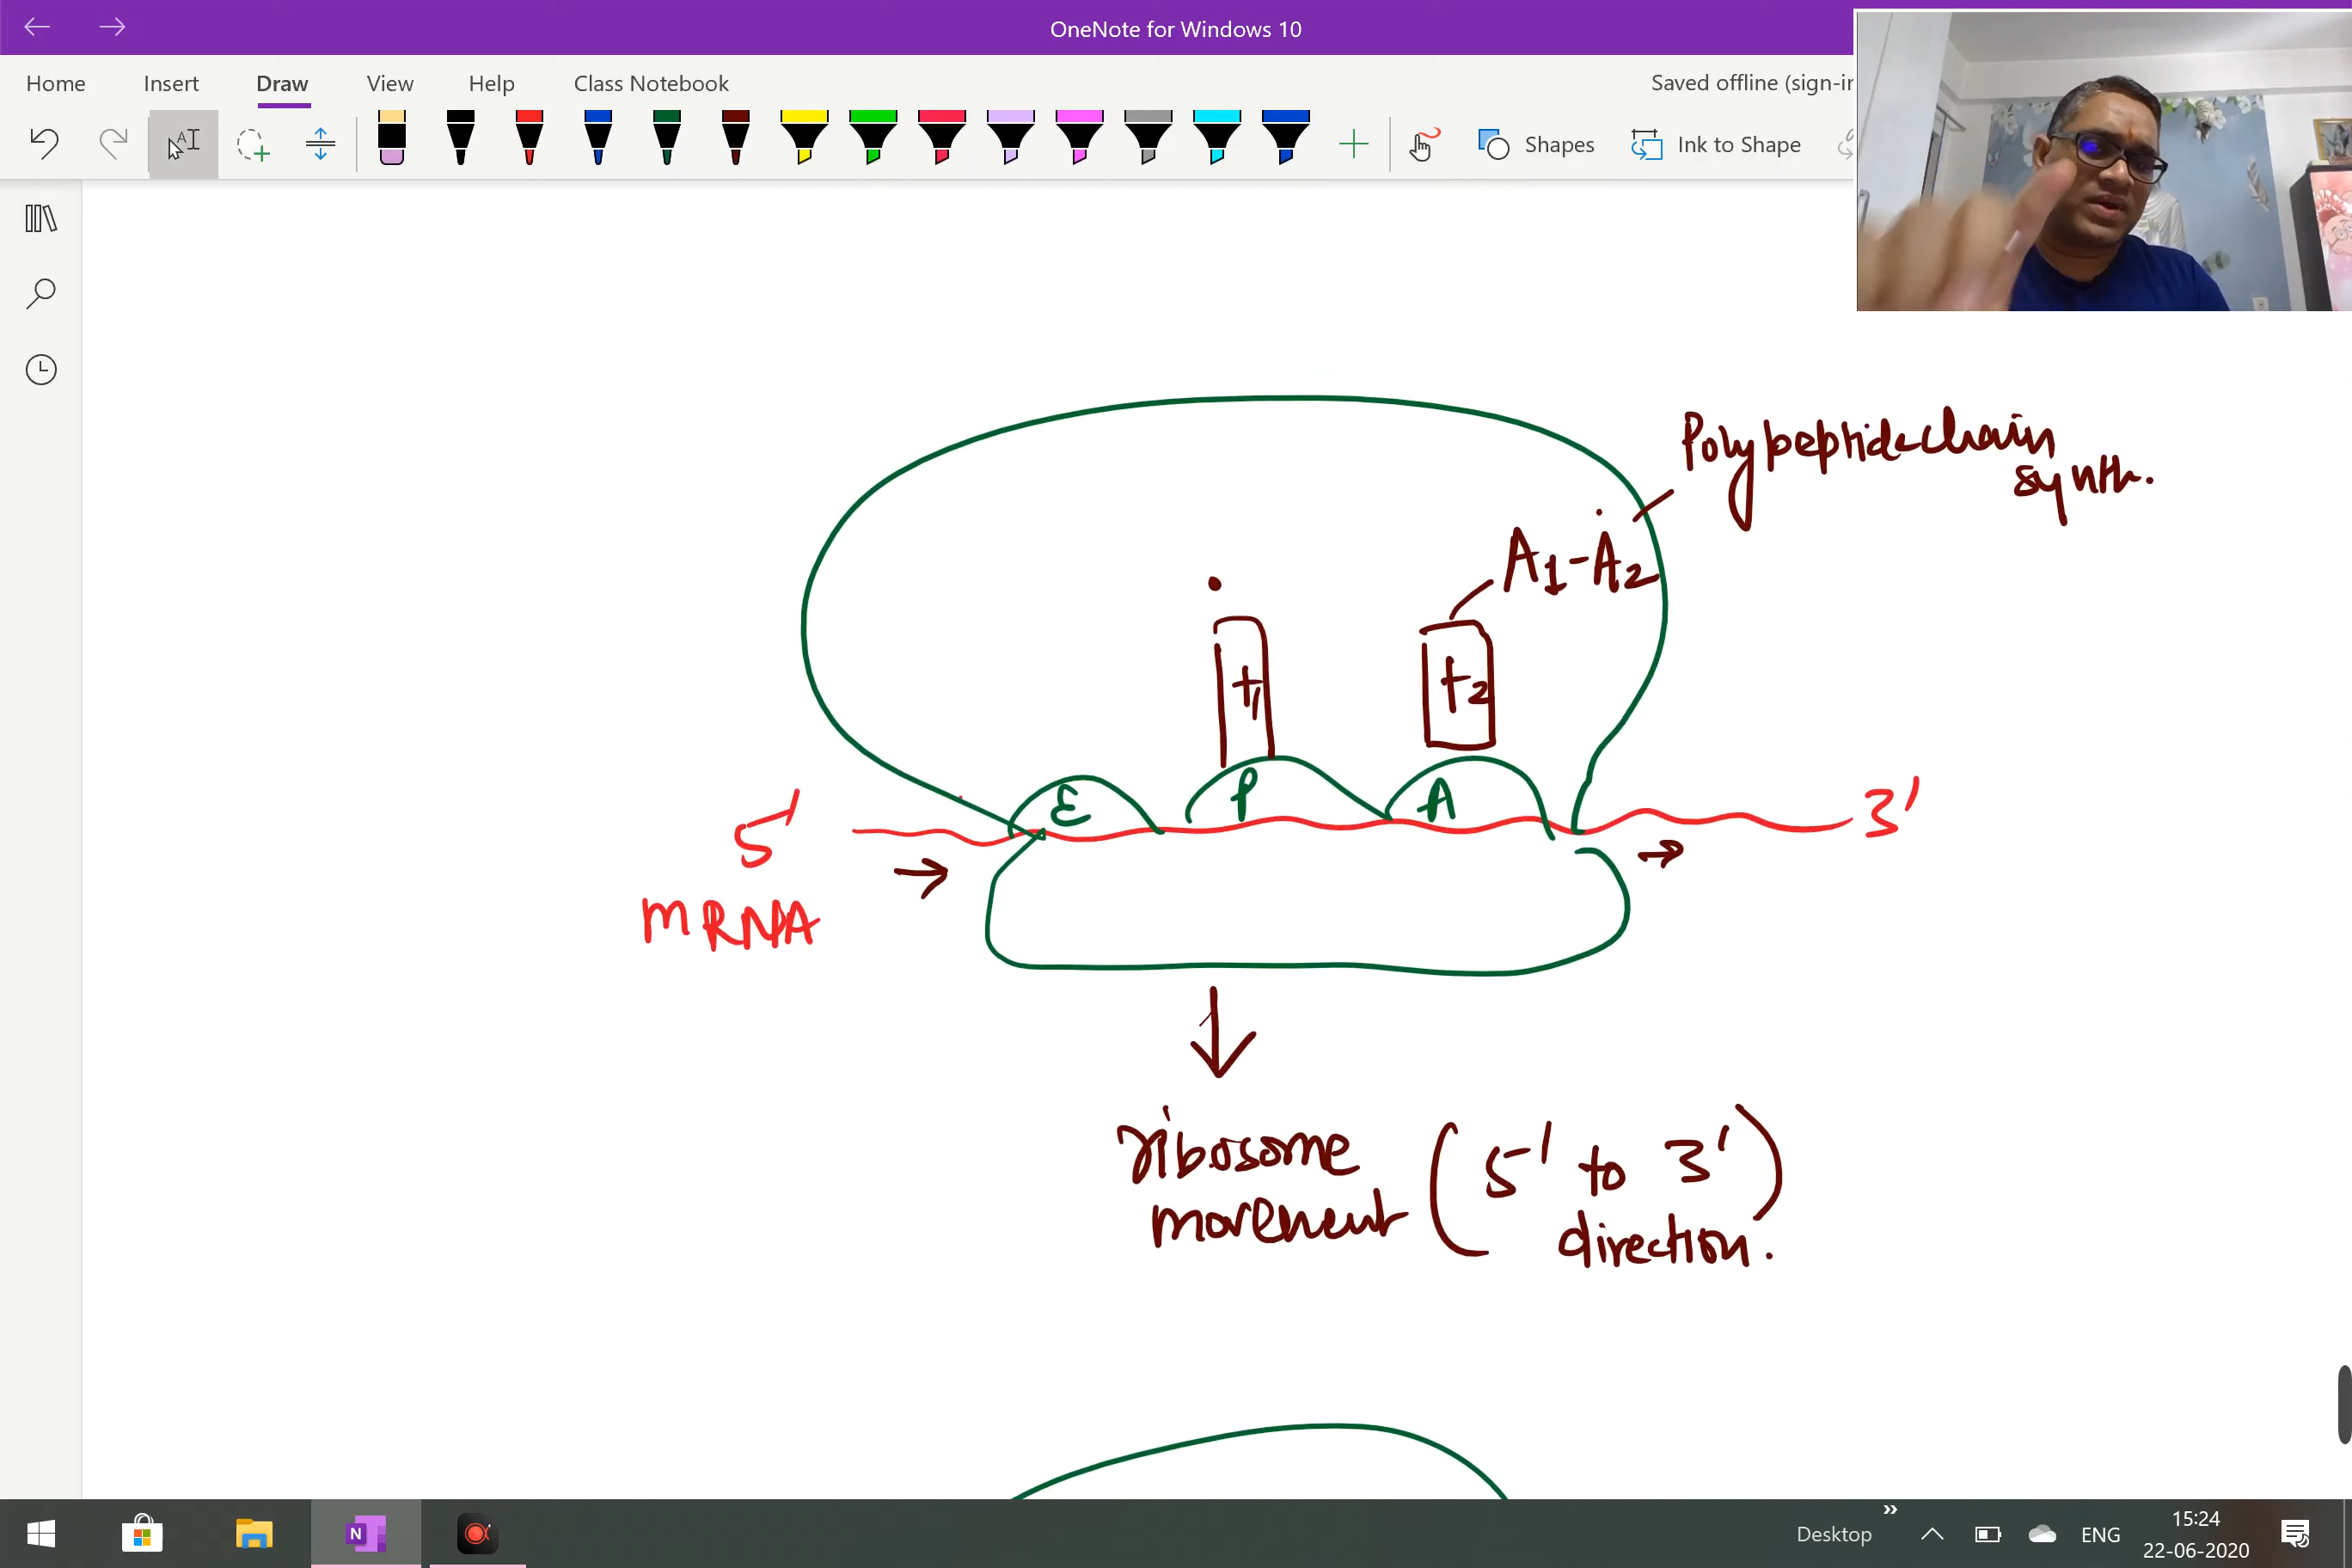 OneNote for Windows 10
Home Insert Draw View Help Class Notebook
Saved offline (sign-in
Shapes
Ink to Shape
Polypeptide chain
synth.
A1-A2
t1
t2
E
P
A
5'
3'
mRNA
ribosome
movement
(5' to 3')
direction.
N
Desktop
ENG
15:24
22-06-2020